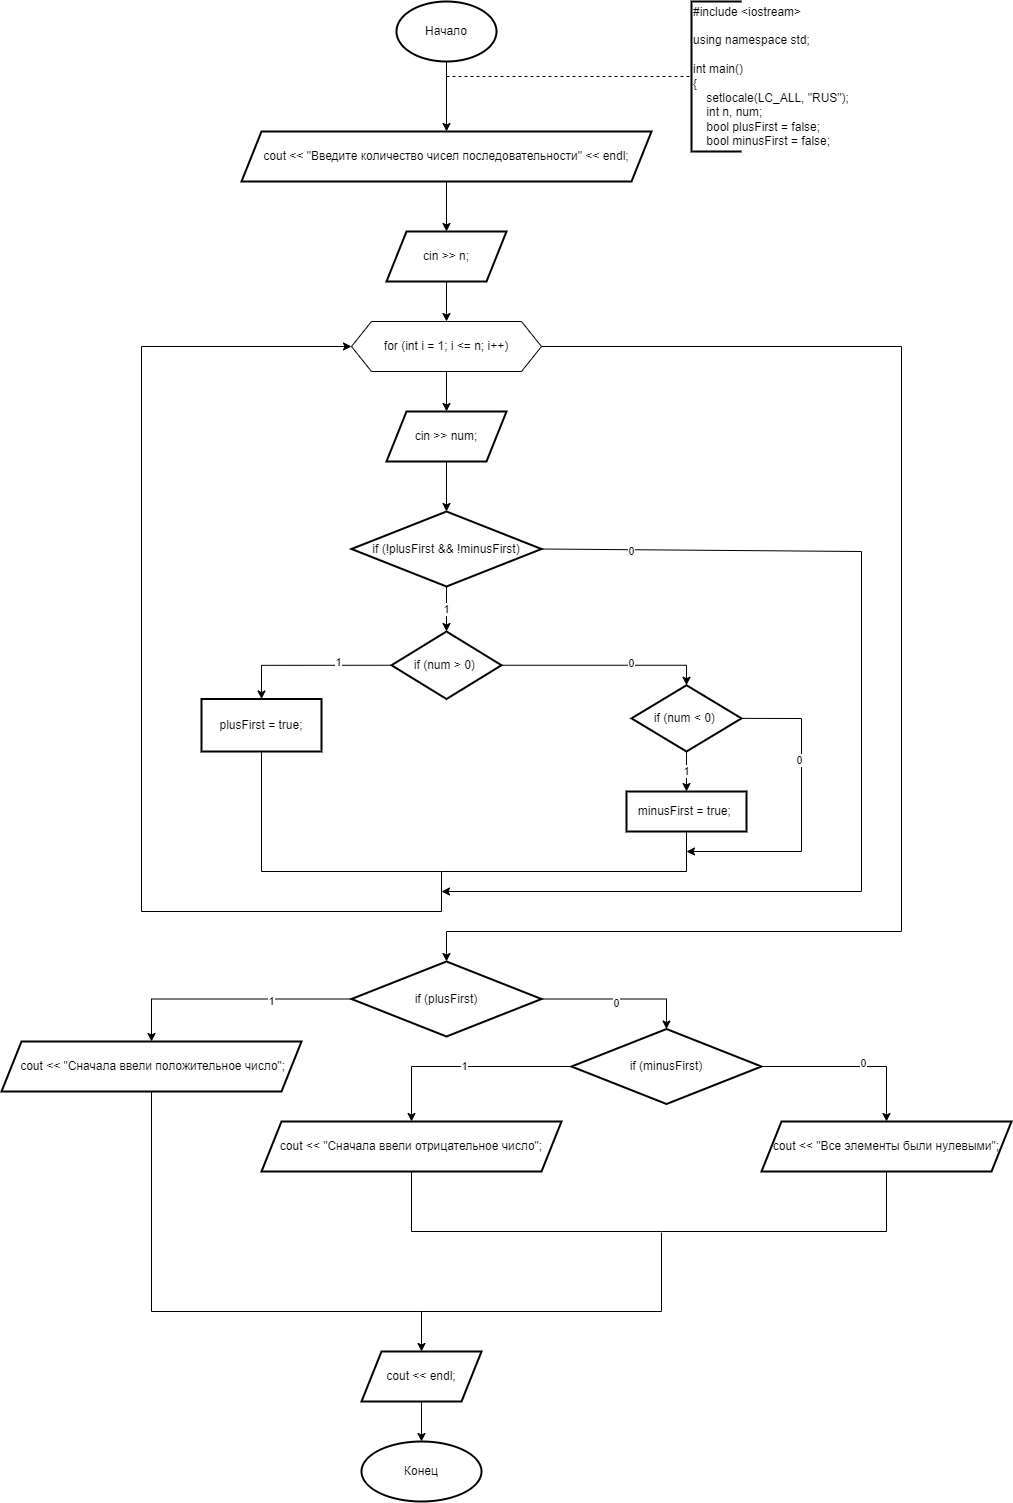 Начало
#include <iostream>
using namespace std;
int main()
{
setlocale(LC_ALL, "RUS");
int n, num;
bool plusFirst = false;
bool minusFirst = false;
cout << "Введите количество чисел последовательности" << endl;
cin >> n;
for (int i = 1; i <= n; i++)
cin >> num;
if (!plusFirst && !minusFirst)
0
1
if (num > 0)
1
0
plusFirst = true;
if (num < 0)
0
1
minusFirst = true;
if (plusFirst)
1
0
cout << "Сначала ввели положительное число";
if (minusFirst)
1
0
cout << "Сначала ввели отрицательное число";
cout << "Все элементы были нулевыми";
cout << endl;
Конец